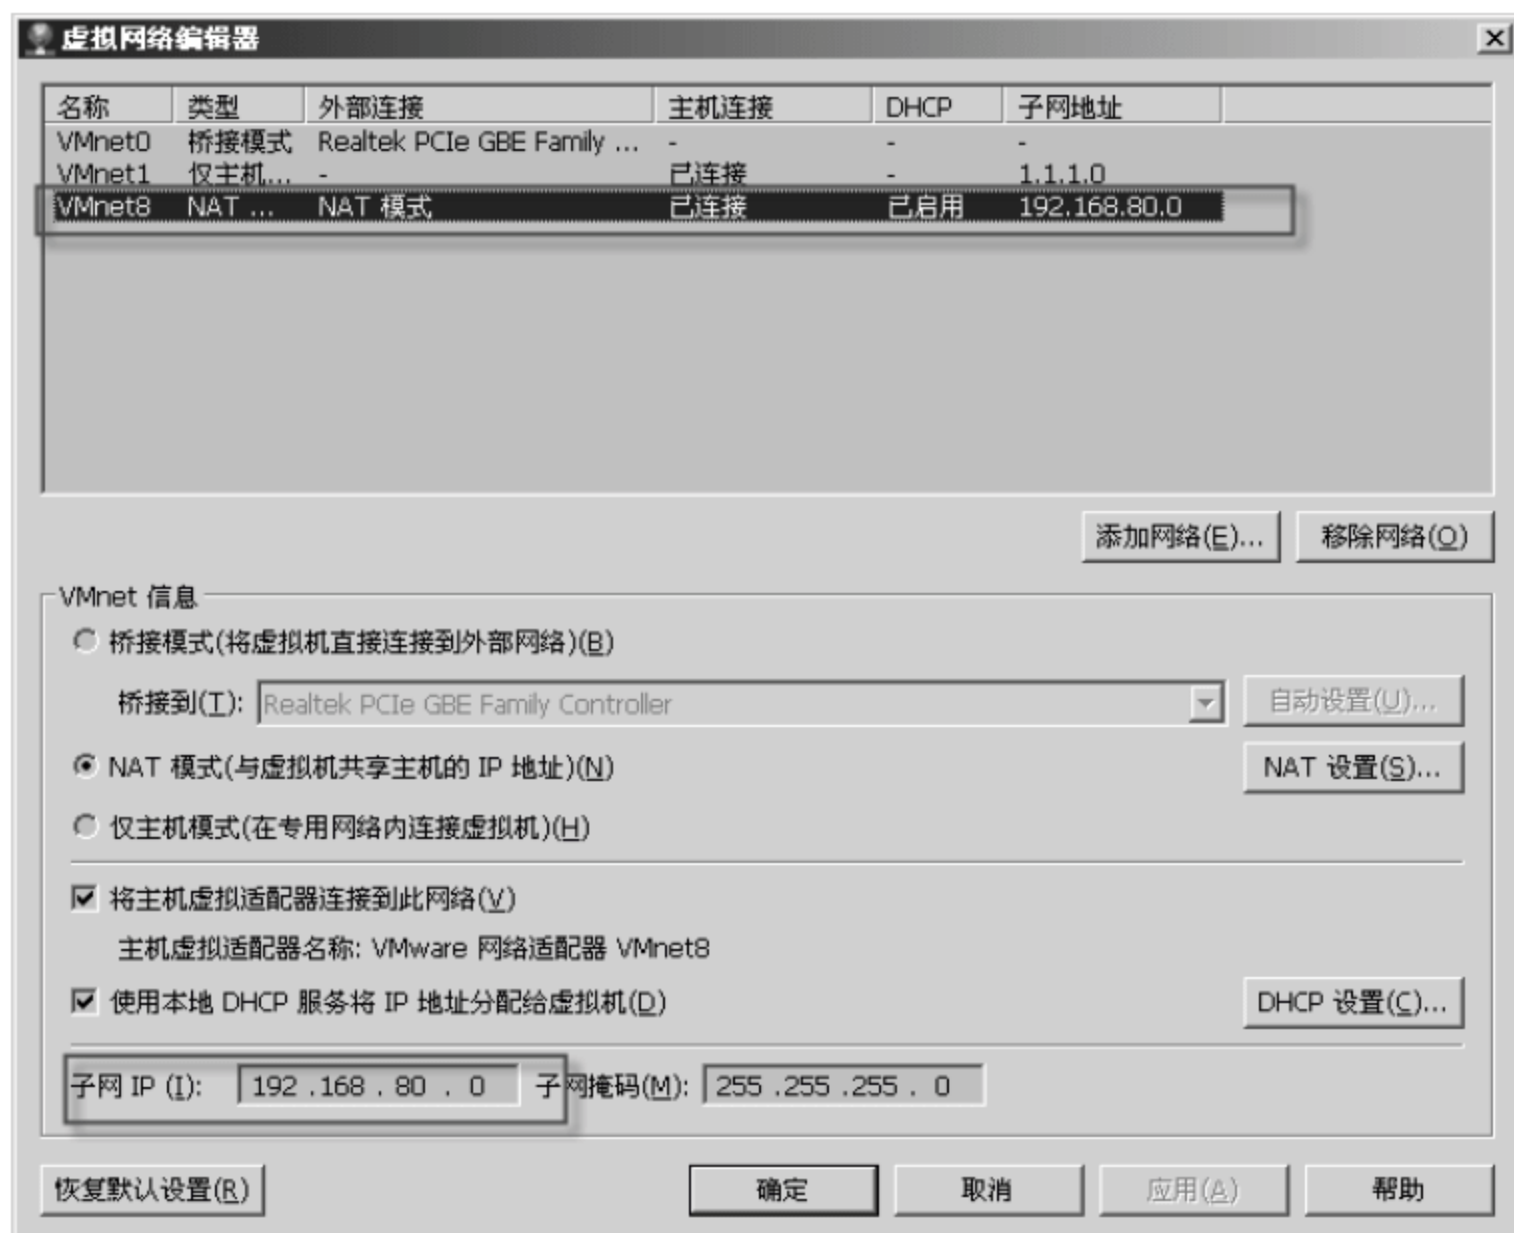 虚拟网络编辑器
名称 类型 外部连接 主机连接 DHCP 子网地址
VMnet0 桥接模式 Realtek PCIe GBE Family ... - - -
VMnet1 仅主机... - 已连接 - 1.1.1.0
VMnet8 NAT ... NAT 模式 已连接 已启用 192.168.80.0
添加网络(E)... 移除网络(O)
VMnet 信息
桥接模式(将虚拟机直接连接到外部网络)(B)
桥接到(T): Realtek PCIe GBE Family Controller 自动设置(U)...
NAT 模式(与虚拟机共享主机的 IP 地址)(N) NAT 设置(S)...
仅主机模式(在专用网络内连接虚拟机)(H)
将主机虚拟适配器连接到此网络(V)
主机虚拟适配器名称: VMware 网络适配器 VMnet8
使用本地 DHCP 服务将 IP 地址分配给虚拟机(D) DHCP 设置(C)...
子网 IP (I): 192 .168 . 80 . 0 子网掩码(M): 255 .255 .255 . 0
恢复默认设置(R) 确定 取消 应用(A) 帮助